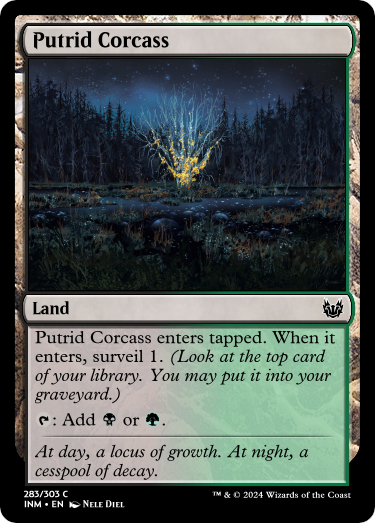 Putrid Corcass
Land
Putrid Corcass enters tapped. When it
enters, surveil 1. (Look at the top card
of your library. You may put it into your
graveyard.)
: Add or .
At day, a locus of growth. At night, a
cesspool of decay.
283/303 C
INM • EN Nele Diel
™ & © 2024 Wizards of the Coast